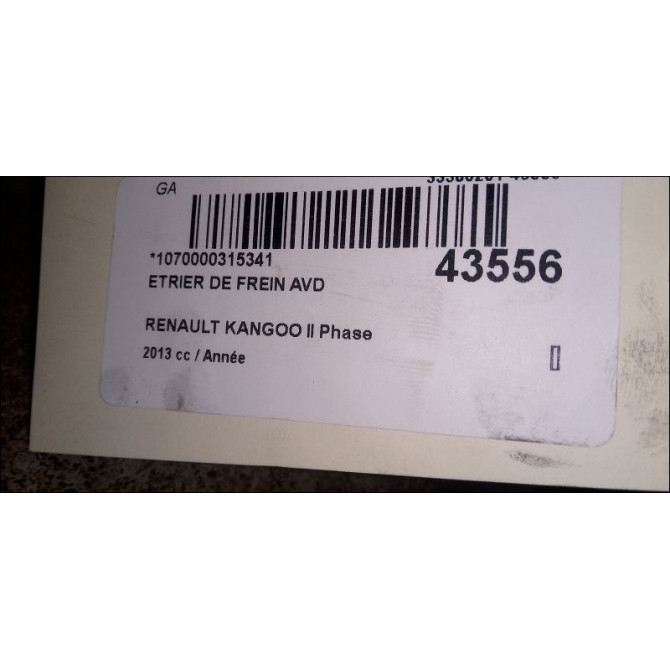 GA
*1070000315341
43556
ETRIER DE FREIN AVD
RENAULT KANGOO II Phase
2013 cc / Année